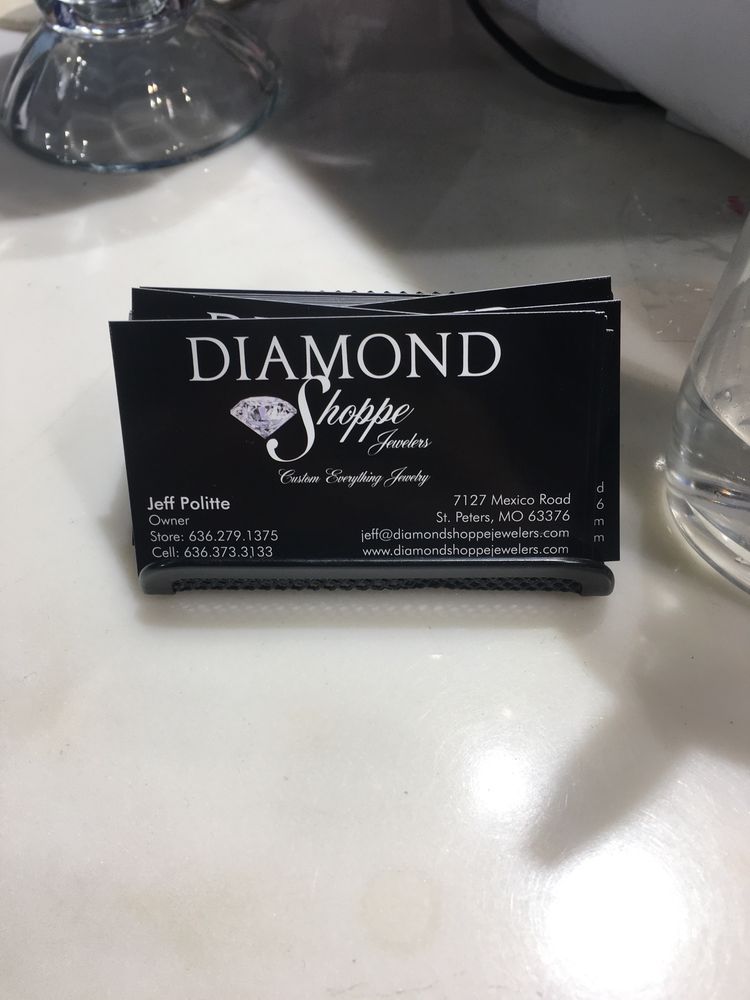 DIAMOND
Shoppe
Jewelers
Custom Everything Jewelry
Jeff Politte
Owner
Store: 636.279.1375
Cell: 636.373.3133
7127 Mexico Road
St. Peters, MO 63376
jeff@diamondshoppejewelers.com
www.diamondshoppejewelers.com
d
6
m
m